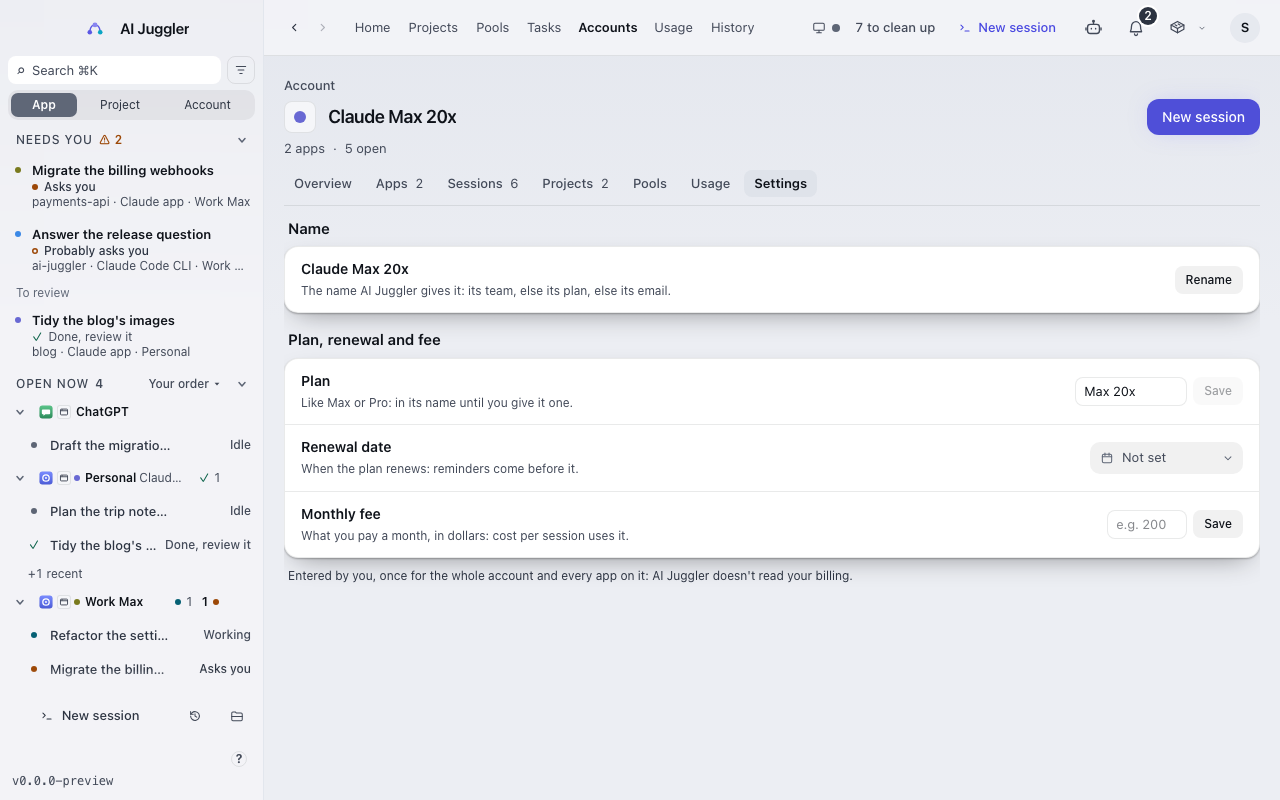 AI Juggler
Search ⌘K
App Project Account
NEEDS YOU 2
Migrate the billing webhooks
Asks you
payments-api · Claude app · Work Max
Answer the release question
Probably asks you
ai-juggler · Claude Code CLI · Work ...
To review
Tidy the blog's images
Done, review it
blog · Claude app · Personal
OPEN NOW 4 Your order
ChatGPT
Draft the migratio... Idle
Personal Claud... 1
Plan the trip note... Idle
Tidy the blog's ... Done, review it
+1 recent
Work Max 1 1
Refactor the setti... Working
Migrate the billin... Asks you
New session
?
v0.0.0-preview
Home Projects Pools Tasks Accounts Usage History
7 to clean up
New session
2
S
Account
Claude Max 20x
New session
2 apps · 5 open
Overview Apps 2 Sessions 6 Projects 2 Pools Usage Settings
Name
Claude Max 20x
The name AI Juggler gives it: its team, else its plan, else its email.
Rename
Plan, renewal and fee
Plan
Like Max or Pro: in its name until you give it one.
Max 20x Save
Renewal date
When the plan renews: reminders come before it.
Not set
Monthly fee
What you pay a month, in dollars: cost per session uses it.
e.g. 200 Save
Entered by you, once for the whole account and every app on it: AI Juggler doesn't read your billing.